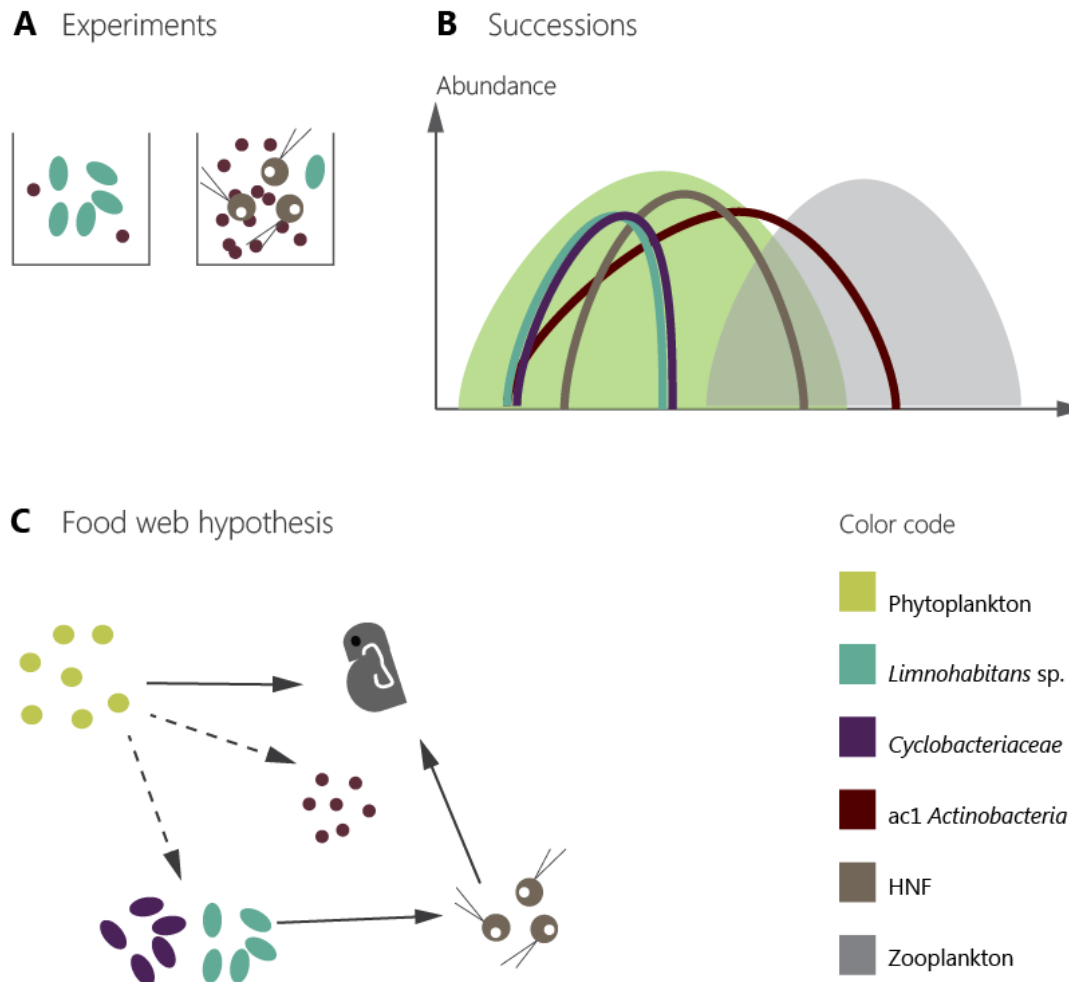 A Experiments
B Successions
Abundance
C Food web hypothesis
Color code
Phytoplankton
Limnohabitans sp.
Cyclobacteriaceae
ac1 Actinobacteria
HNF
Zooplankton